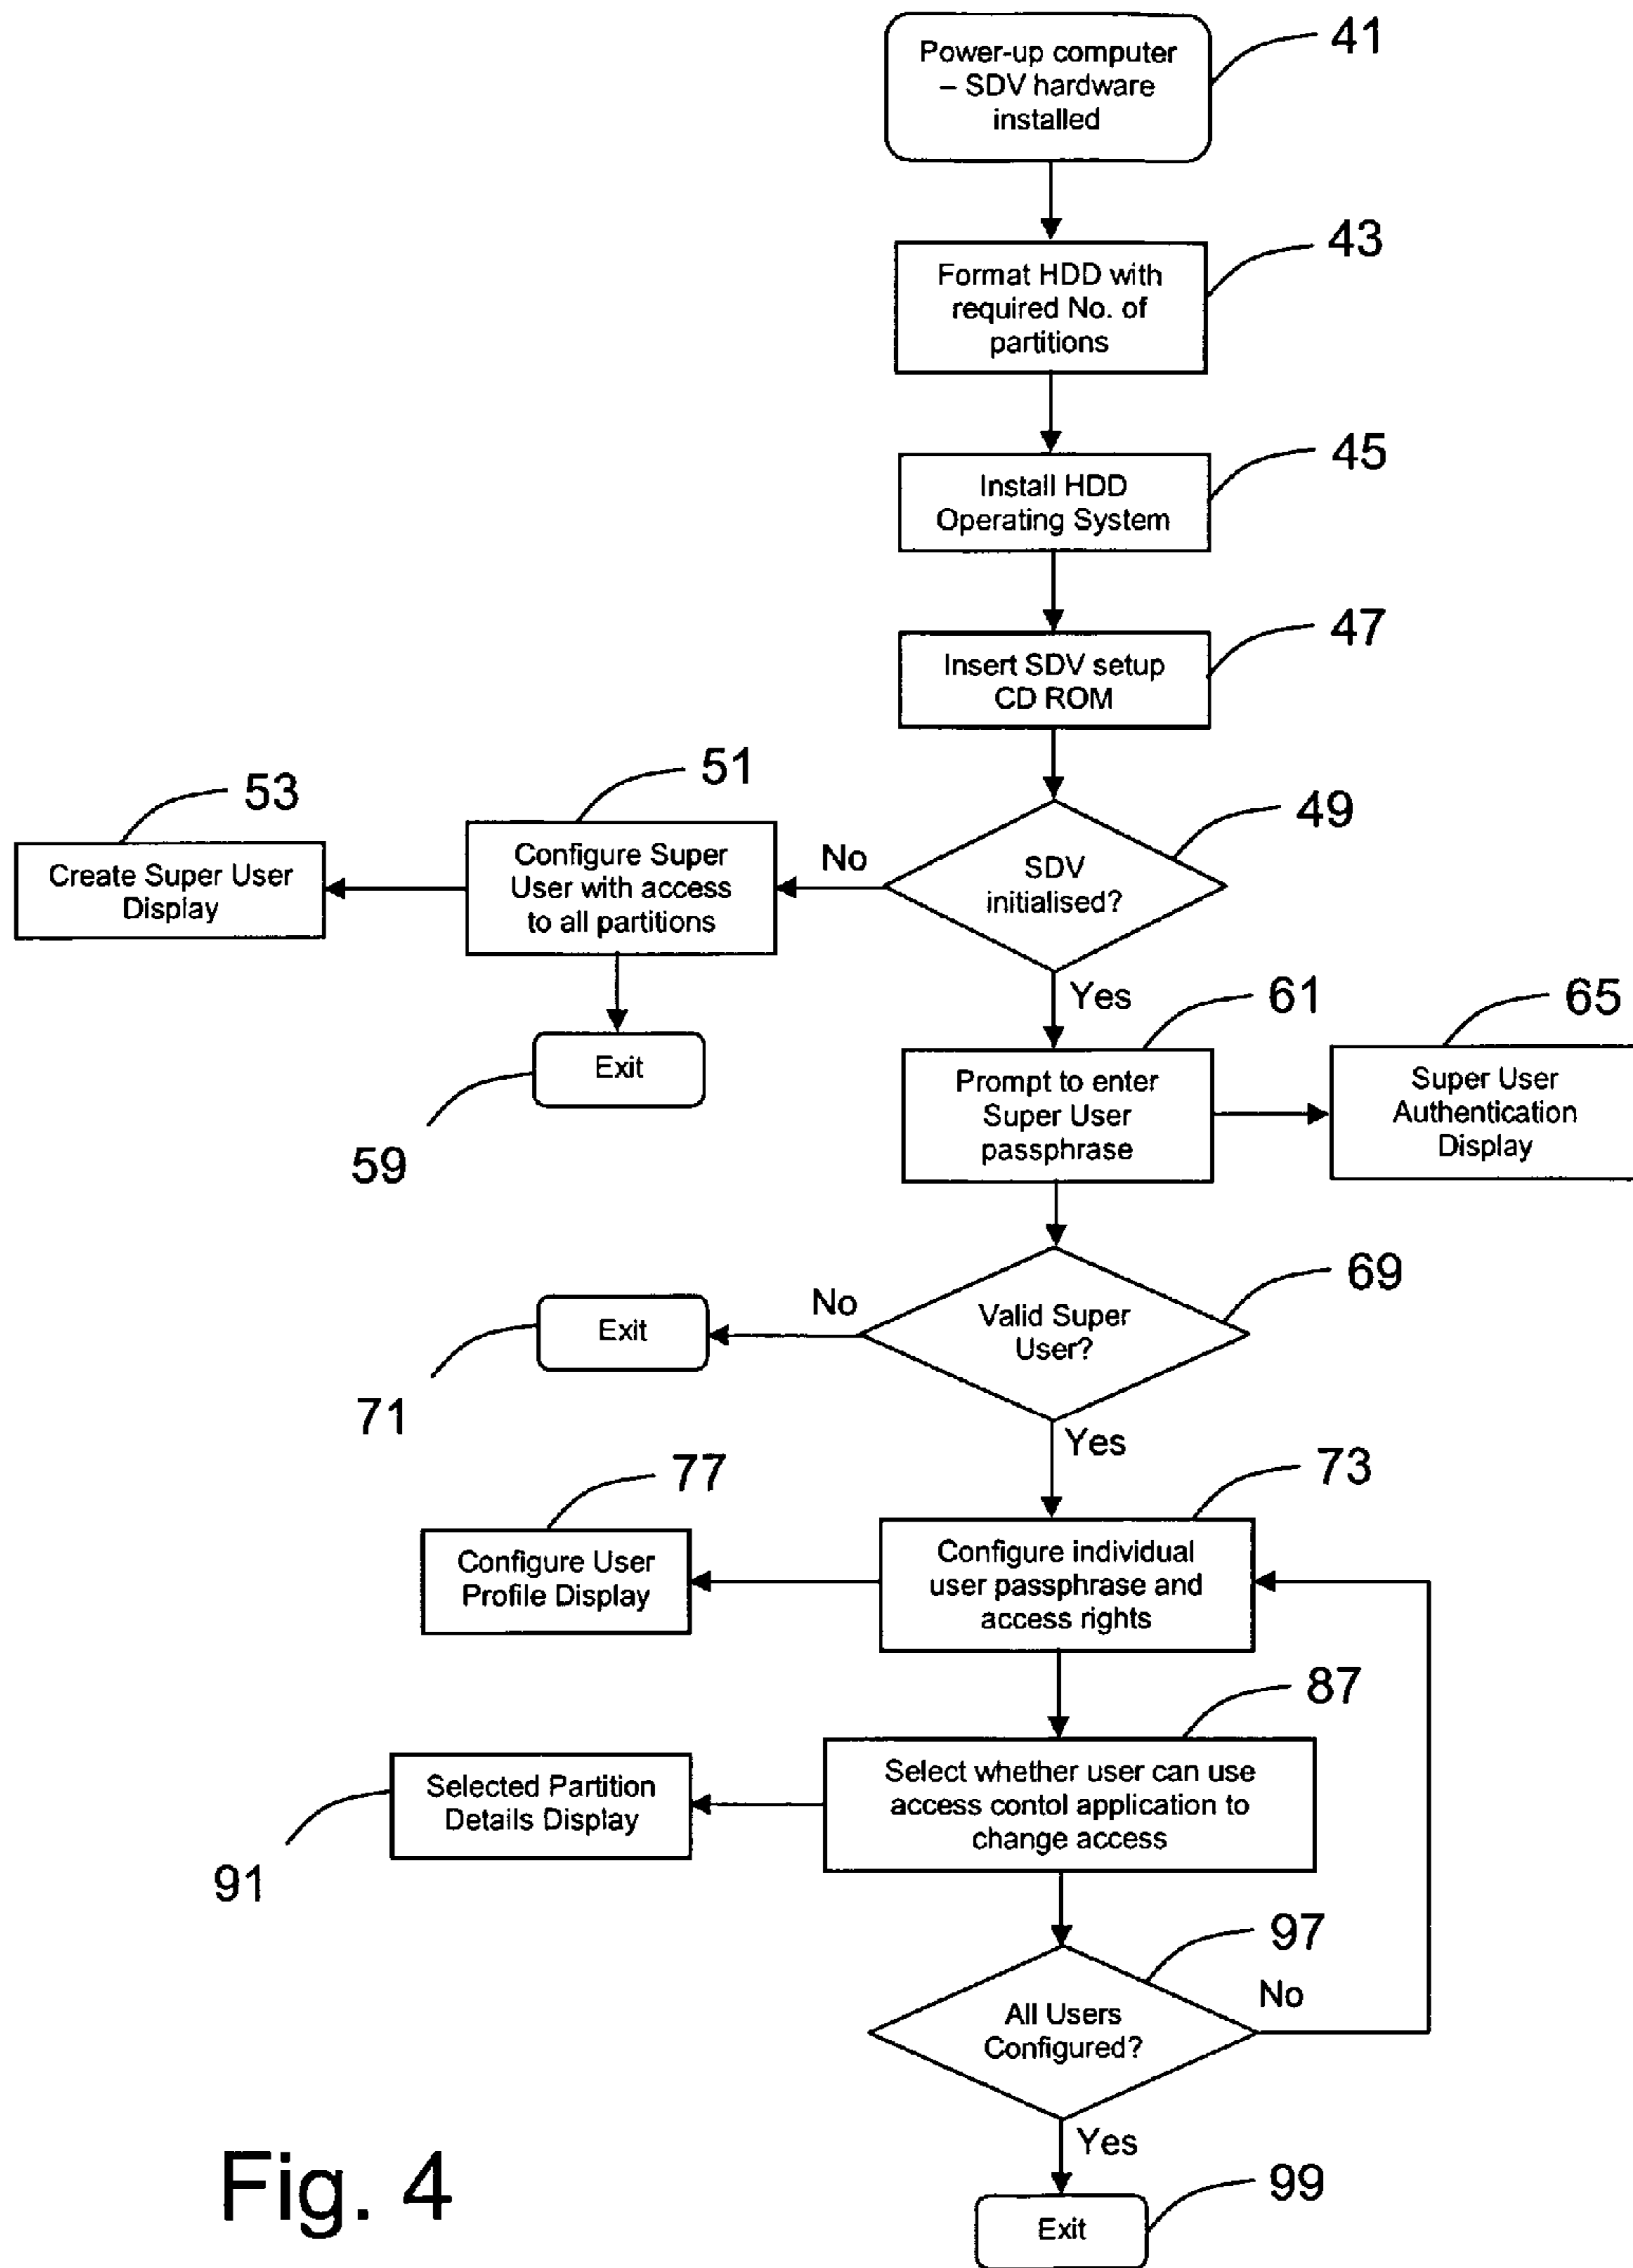 41
Power-up computer
– SDV hardware
installed
43
Format HDD with
required No. of
partitions
45
Install HDD
Operating System
47
Insert SDV setup
CD ROM
49
SDV
initialised?
No
51
Configure Super
User with access
to all partitions
53
Create Super User
Display
Exit
59
Yes
61
Prompt to enter
Super User
passphrase
65
Super User
Authentication
Display
69
Valid Super
User?
No
Exit
71
Yes
73
Configure individual
user passphrase and
access rights
77
Configure User
Profile Display
87
Select whether user can use
access contol application to
change access
Selected Partition
Details Display
91
97
All Users
Configured?
No
Yes
99
Exit
Fig. 4